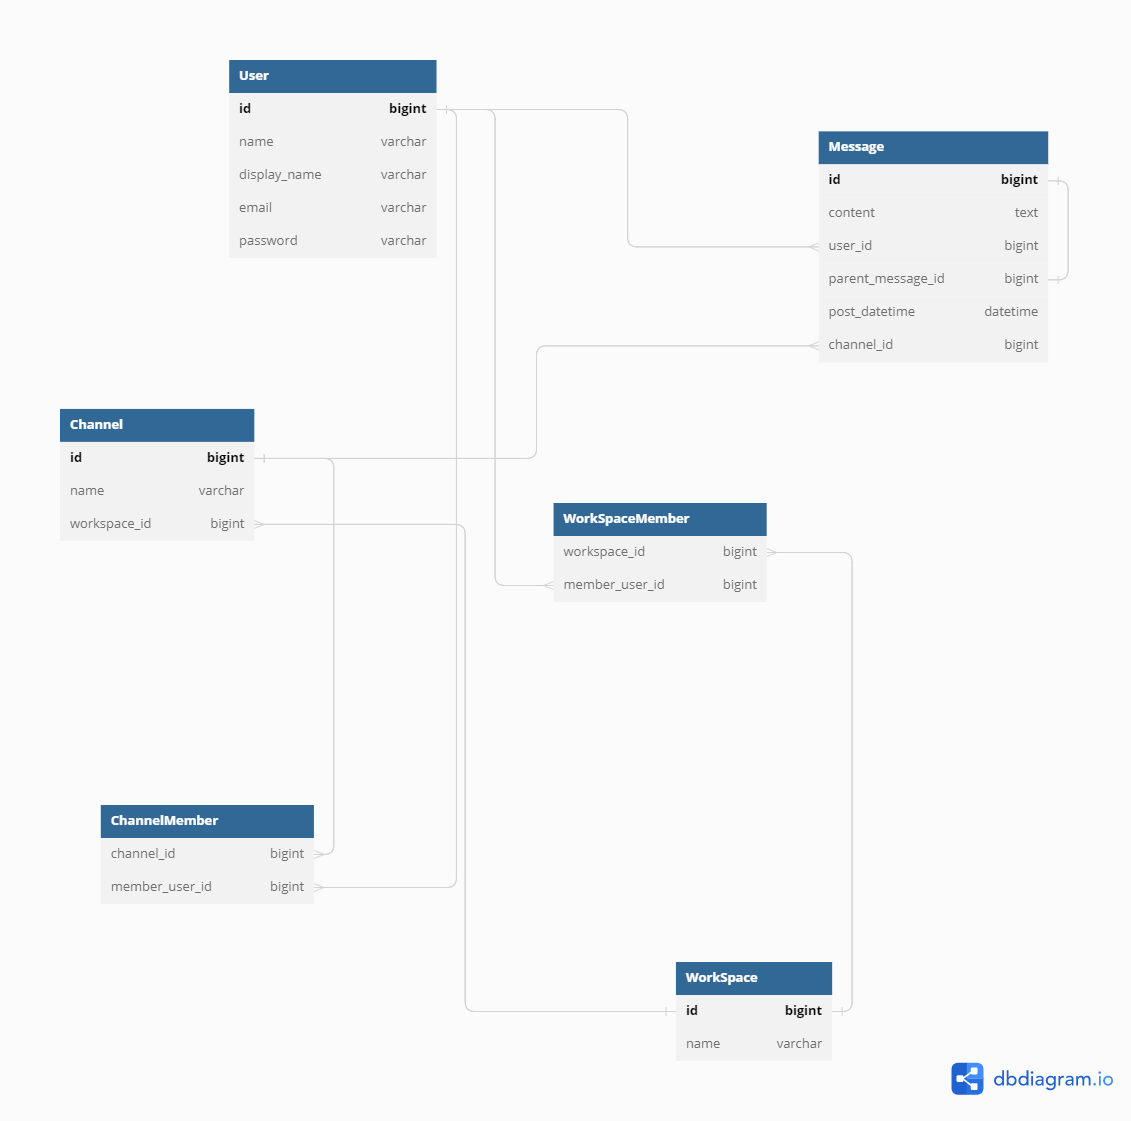 User
id bigint
name varchar
display_name varchar
email varchar
password varchar
Message
id bigint
content text
user_id bigint
parent_message_id bigint
post_datetime datetime
channel_id bigint
Channel
id bigint
name varchar
workspace_id bigint
WorkSpaceMember
workspace_id bigint
member_user_id bigint
ChannelMember
channel_id bigint
member_user_id bigint
WorkSpace
id bigint
name varchar
dbdiagram.io